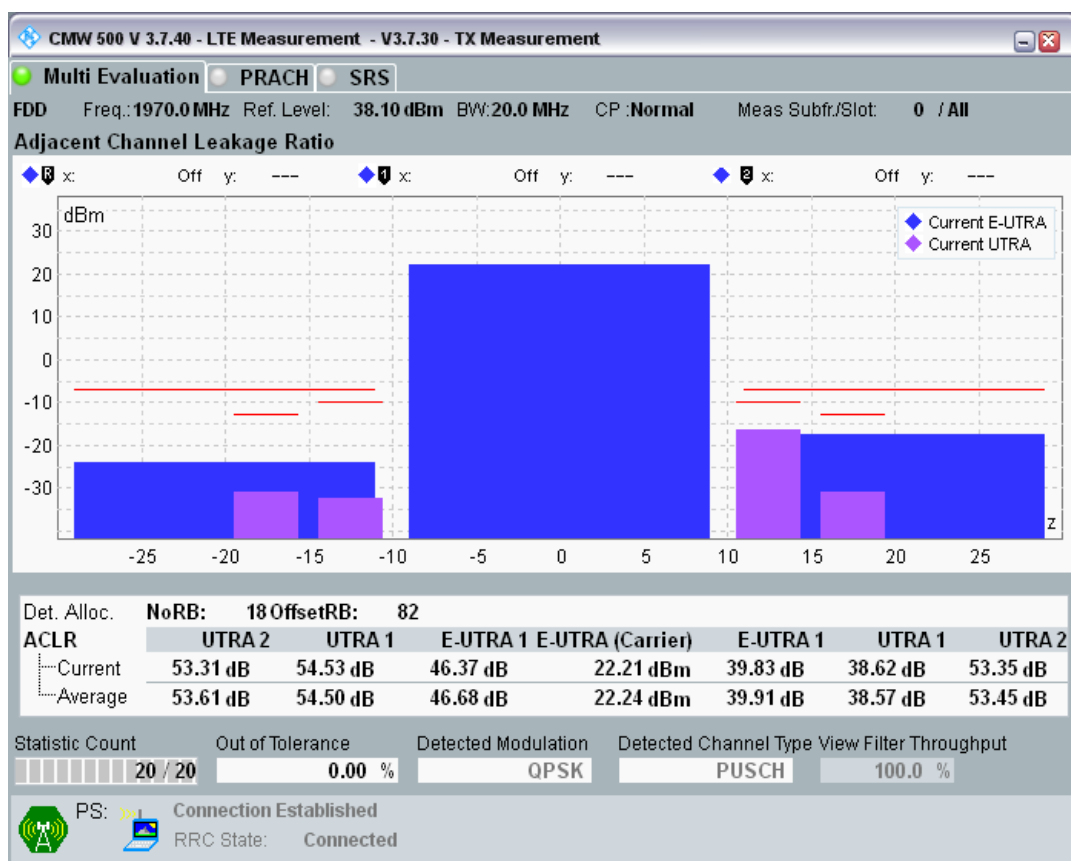 CMW 500 V 3.7.40 - LTE Measurement - V3.7.30 - TX Measurement
Multi Evaluation PRACH SRS
FDD Freq.: 1970.0 MHz Ref. Level: 38.10 dBm BW: 20.0 MHz CP : Normal Meas Subfr./Slot: 0 / All
Adjacent Channel Leakage Ratio
R x: Off y: --- 1 x: Off y: --- 2 x: Off y: ---
dBm
Current E-UTRA
Current UTRA
30
20
10
0
-10
-20
-30
z
-25 -20 -15 -10 -5 0 5 10 15 20 25
Det. Alloc. NoRB: 18 OffsetRB: 82
ACLR UTRA 2 UTRA 1 E-UTRA 1 E-UTRA (Carrier) E-UTRA 1 UTRA 1 UTRA 2
Current 53.31 dB 54.53 dB 46.37 dB 22.21 dBm 39.83 dB 38.62 dB 53.35 dB
Average 53.61 dB 54.50 dB 46.68 dB 22.24 dBm 39.91 dB 38.57 dB 53.45 dB
Statistic Count Out of Tolerance Detected Modulation Detected Channel Type View Filter Throughput
20 / 20 0.00 % QPSK PUSCH 100.0 %
PS: Connection Established
RRC State: Connected